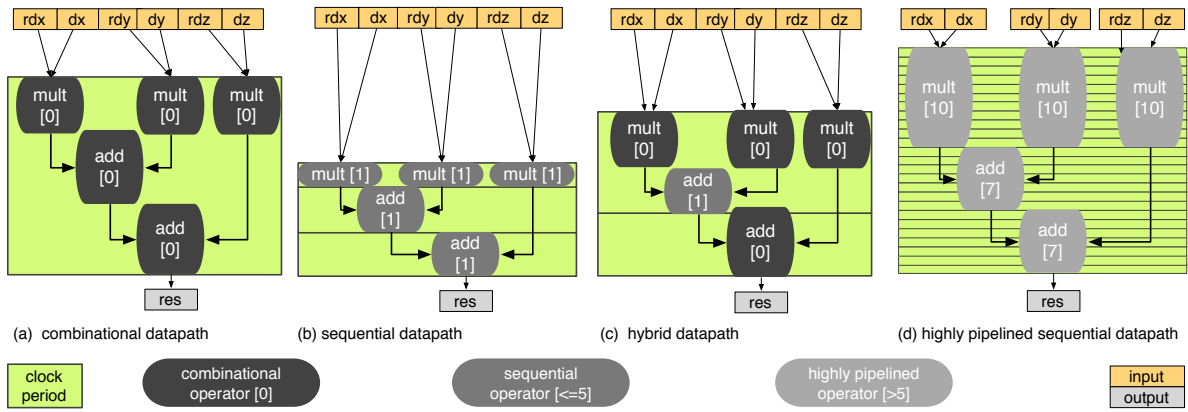 rdx dx rdy dy rdz dz
mult
[0]
mult
[0]
mult
[0]
add
[0]
add
[0]
res
(a) combinational datapath
rdx dx rdy dy rdz dz
mult [1]
mult [1]
mult [1]
add
[1]
add
[1]
res
(b) sequential datapath
rdx dx rdy dy rdz dz
mult
[0]
mult
[0]
mult
[0]
add
[1]
add
[0]
res
(c) hybrid datapath
rdx dx rdy dy rdz dz
mult
[10]
mult
[10]
mult
[10]
add
[7]
add
[7]
res
(d) highly pipelined sequential datapath
clock
period
combinational
operator [0]
sequential
operator [<=5]
highly pipelined
operator [>5]
input
output